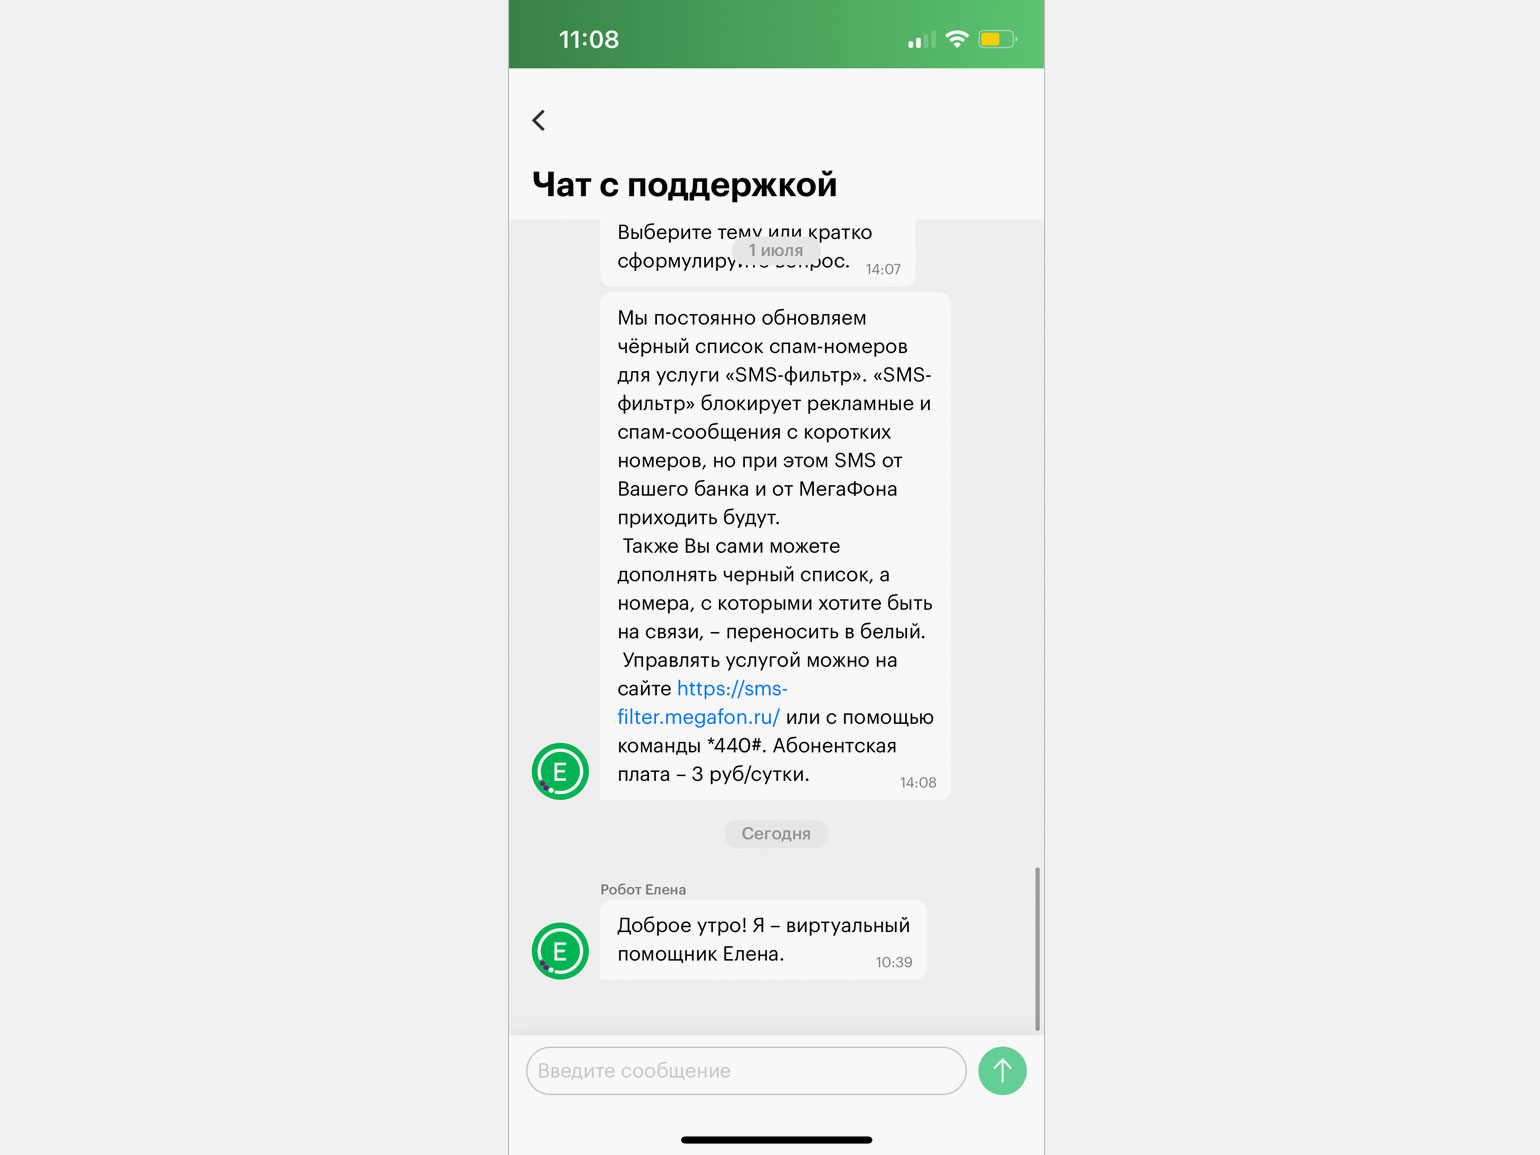 11:08
Чат с поддержкой
Выберите тему или кратко
1 июля
сформулируйте вопрос.
14:07
Мы постоянно обновляем
чёрный список спам-номеров
для услуги «SMS-фильтр». «SMS-
фильтр» блокирует рекламные и
спам-сообщения с коротких
номеров, но при этом SMS от
Вашего банка и от МегаФона
приходить будут.
Также Вы сами можете
дополнять черный список, а
номера, с которыми хотите быть
на связи, – переносить в белый.
Управлять услугой можно на
сайте https://sms-
filter.megafon.ru/ или с помощью
команды *440#. Абонентская
плата – 3 руб/сутки.
14:08
Е
Сегодня
Робот Елена
Доброе утро! Я – виртуальный
помощник Елена.
10:39
Е
Введите сообщение